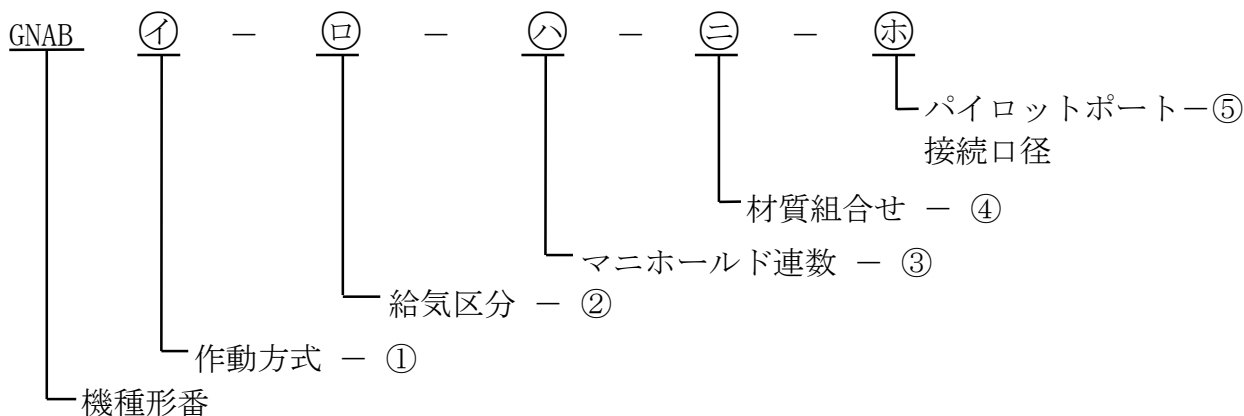 GNAB ㋑ － ㋺ － ㋩ － ㋥ － ㋭
パイロットポート－⑤
接続口径
材質組合せ － ④
マニホールド連数 － ③
給気区分 － ②
作動方式 － ①
機種形番